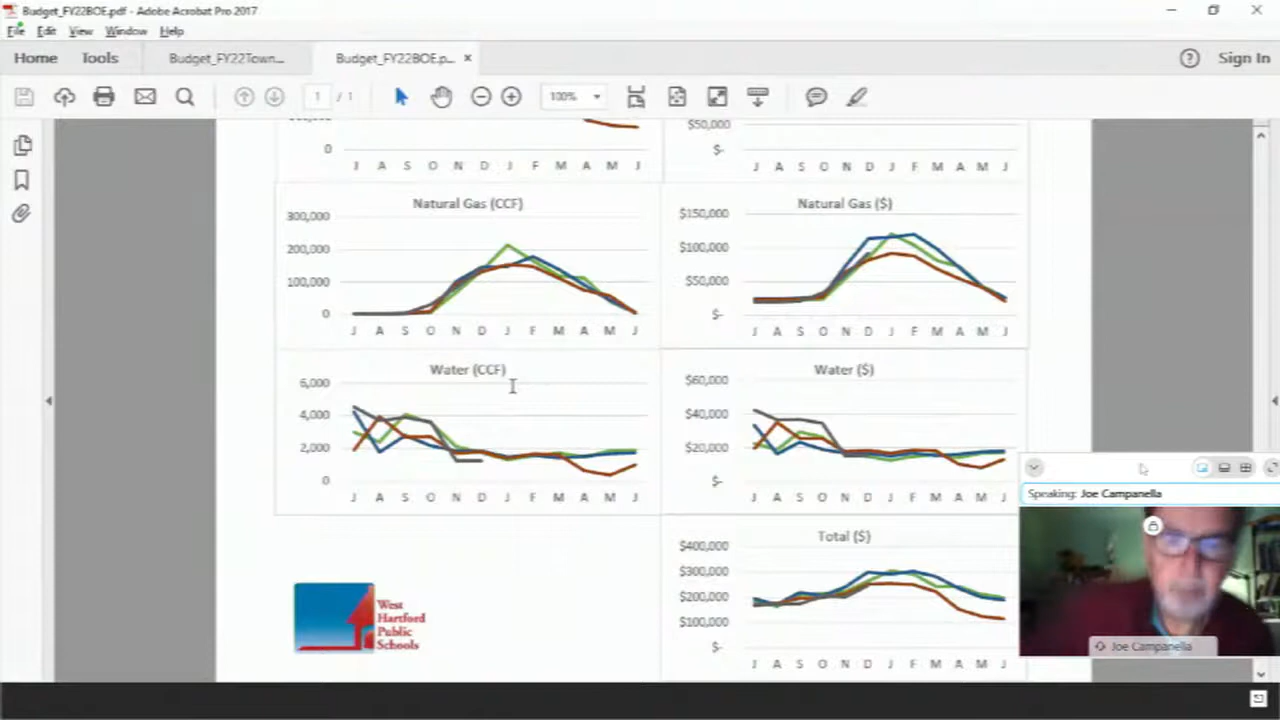 Budget_FY22BOE.pdf - Adobe Acrobat Pro 2017
File Edit View Window Help
Home Tools Budget_FY22Town... Budget_FY22BOE.p... × Sign In
1 / 1 100%
0 $50,000
$-
J A S O N D J F M A M J J A S O N D J F M A M J
Natural Gas (CCF)
300,000
200,000
100,000
0
J A S O N D J F M A M J
Natural Gas ($)
$150,000
$100,000
$50,000
$-
J A S O N D J F M A M J
Water (CCF)
6,000
4,000
2,000
0
J A S O N D J F M A M J
Water ($)
$60,000
$40,000
$20,000
$-
J A S O N D J F M A M J
Total ($)
$400,000
$300,000
$200,000
$100,000
$-
J A S O N D J F M A M J
West
Hartford
Public
Schools
Speaking: Joe Campanella
Joe Campanella